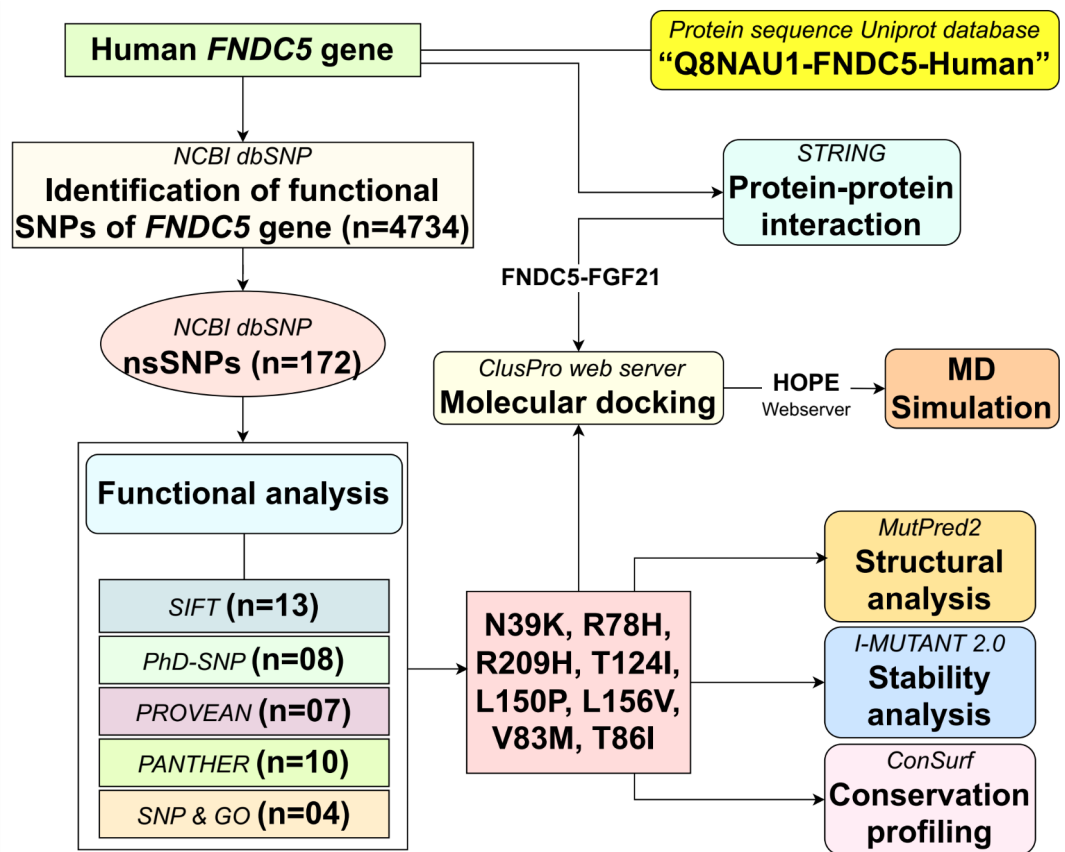 Human FNDC5 gene
Protein sequence Uniprot database
“Q8NAU1-FNDC5-Human”
NCBI dbSNP
Identification of functional
SNPs of FNDC5 gene (n=4734)
STRING
Protein-protein
interaction
FNDC5-FGF21
NCBI dbSNP
nsSNPs (n=172)
ClusPro web server
Molecular docking
HOPE
Webserver
MD
Simulation
Functional analysis
SIFT (n=13)
PhD-SNP (n=08)
PROVEAN (n=07)
PANTHER (n=10)
SNP & GO (n=04)
N39K, R78H,
R209H, T124I,
L150P, L156V,
V83M, T86I
MutPred2
Structural
analysis
I-MUTANT 2.0
Stability
analysis
ConSurf
Conservation
profiling